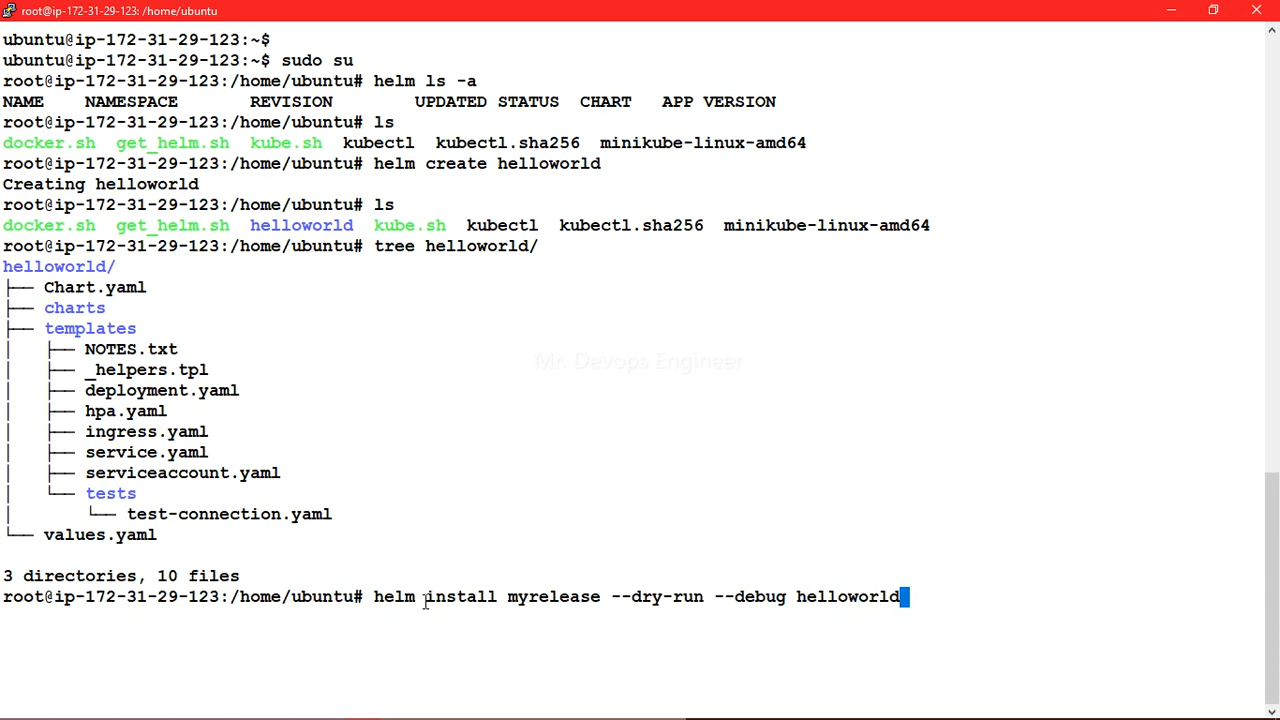 root@ip-172-31-29-123: /home/ubuntu
ubuntu@ip-172-31-29-123:~$
ubuntu@ip-172-31-29-123:~$ sudo su
root@ip-172-31-29-123:/home/ubuntu# helm ls -a
NAME    NAMESPACE       REVISION        UPDATED STATUS  CHART   APP VERSION
root@ip-172-31-29-123:/home/ubuntu# ls
docker.sh  get_helm.sh  kube.sh  kubectl  kubectl.sha256  minikube-linux-amd64
root@ip-172-31-29-123:/home/ubuntu# helm create helloworld
Creating helloworld
root@ip-172-31-29-123:/home/ubuntu# ls
docker.sh  get_helm.sh  helloworld  kube.sh  kubectl  kubectl.sha256  minikube-linux-amd64
root@ip-172-31-29-123:/home/ubuntu# tree helloworld/
helloworld/
├── Chart.yaml
├── charts
├── templates
│   ├── NOTES.txt
│   ├── _helpers.tpl
│   ├── deployment.yaml
│   ├── hpa.yaml
│   ├── ingress.yaml
│   ├── service.yaml
│   ├── serviceaccount.yaml
│   └── tests
│       └── test-connection.yaml
└── values.yaml
3 directories, 10 files
root@ip-172-31-29-123:/home/ubuntu# helm install myrelease --dry-run --debug helloworld
Mr. Devops Engineer